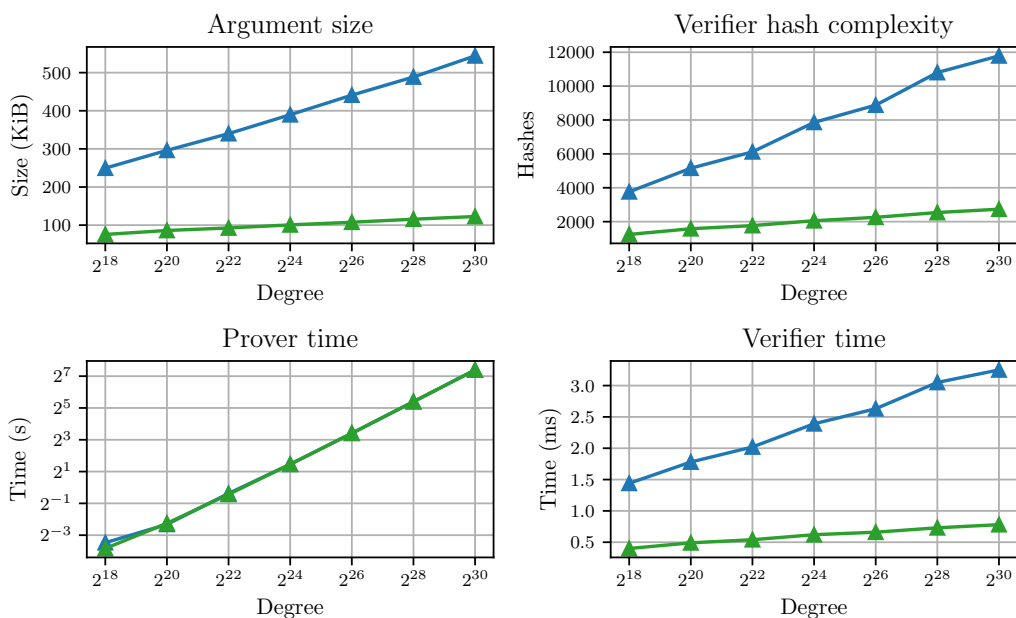 Argument size
500
400
300
200
100
Size (KiB)
2^18 2^20 2^22 2^24 2^26 2^28 2^30
Degree
Verifier hash complexity
12000
10000
8000
6000
4000
2000
Hashes
2^18 2^20 2^22 2^24 2^26 2^28 2^30
Degree
Prover time
2^7
2^5
2^3
2^1
2^−1
2^−3
Time (s)
2^18 2^20 2^22 2^24 2^26 2^28 2^30
Degree
Verifier time
3.0
2.5
2.0
1.5
1.0
0.5
Time (ms)
2^18 2^20 2^22 2^24 2^26 2^28 2^30
Degree